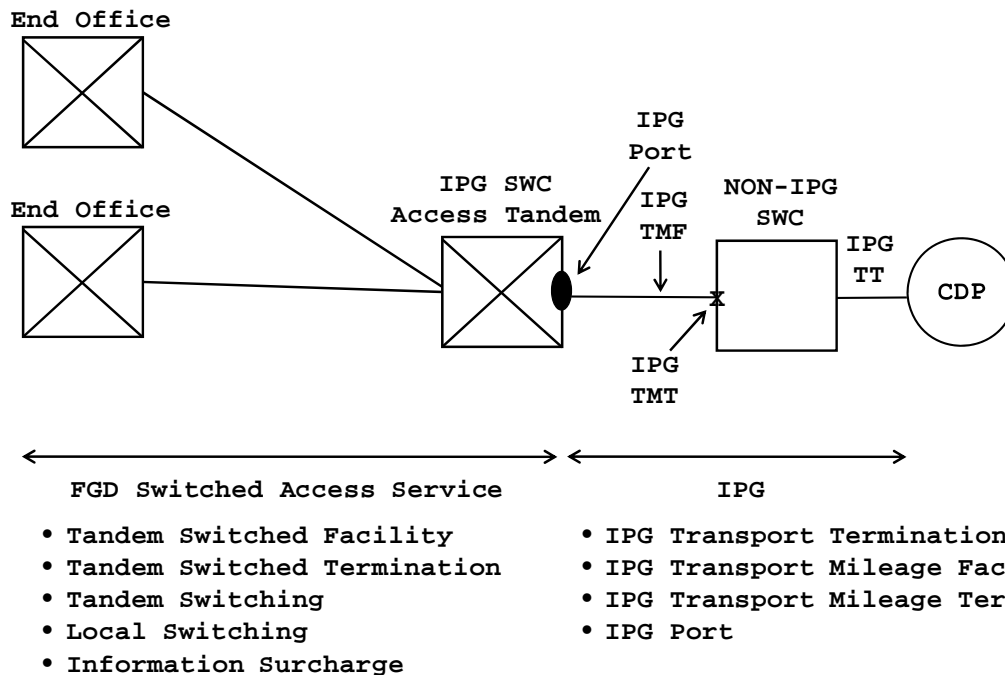 End Office
End Office
IPG SWC
Access Tandem
IPG
Port
IPG
TMF
NON-IPG
SWC
IPG
TT
CDP
X
IPG
TMT
FGD Switched Access Service
• Tandem Switched Facility
• Tandem Switched Termination
• Tandem Switching
• Local Switching
• Information Surcharge
IPG
• IPG Transport Termination
• IPG Transport Mileage Fac
• IPG Transport Mileage Ter
• IPG Port